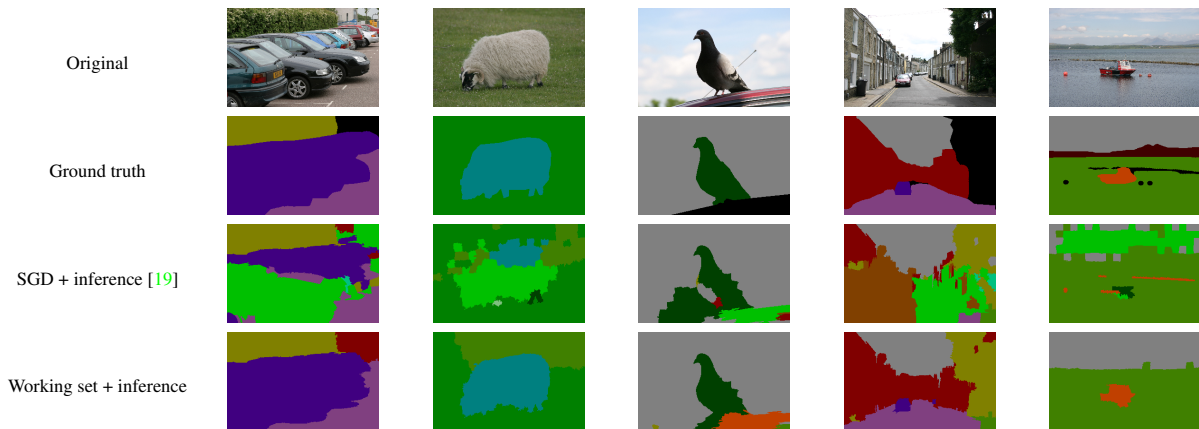 Original
Ground truth
SGD + inference [19]
Working set + inference